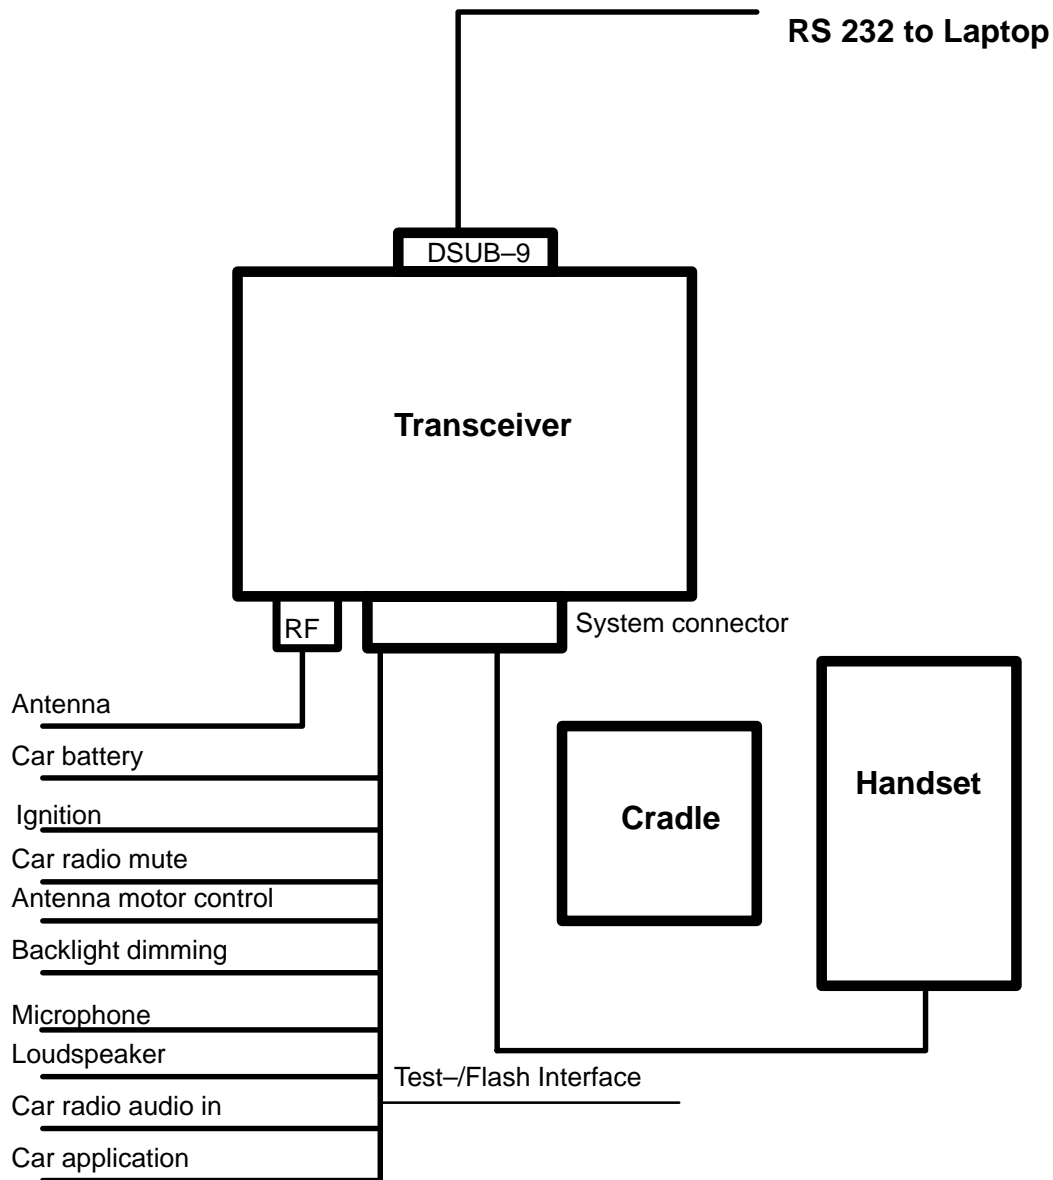 RS 232 to Laptop
DSUB–9
Transceiver
RF
System connector
Antenna
Car battery
Ignition
Car radio mute
Antenna motor control
Backlight dimming
Microphone
Loudspeaker
Car radio audio in
Car application
Test–/Flash Interface
Cradle
Handset